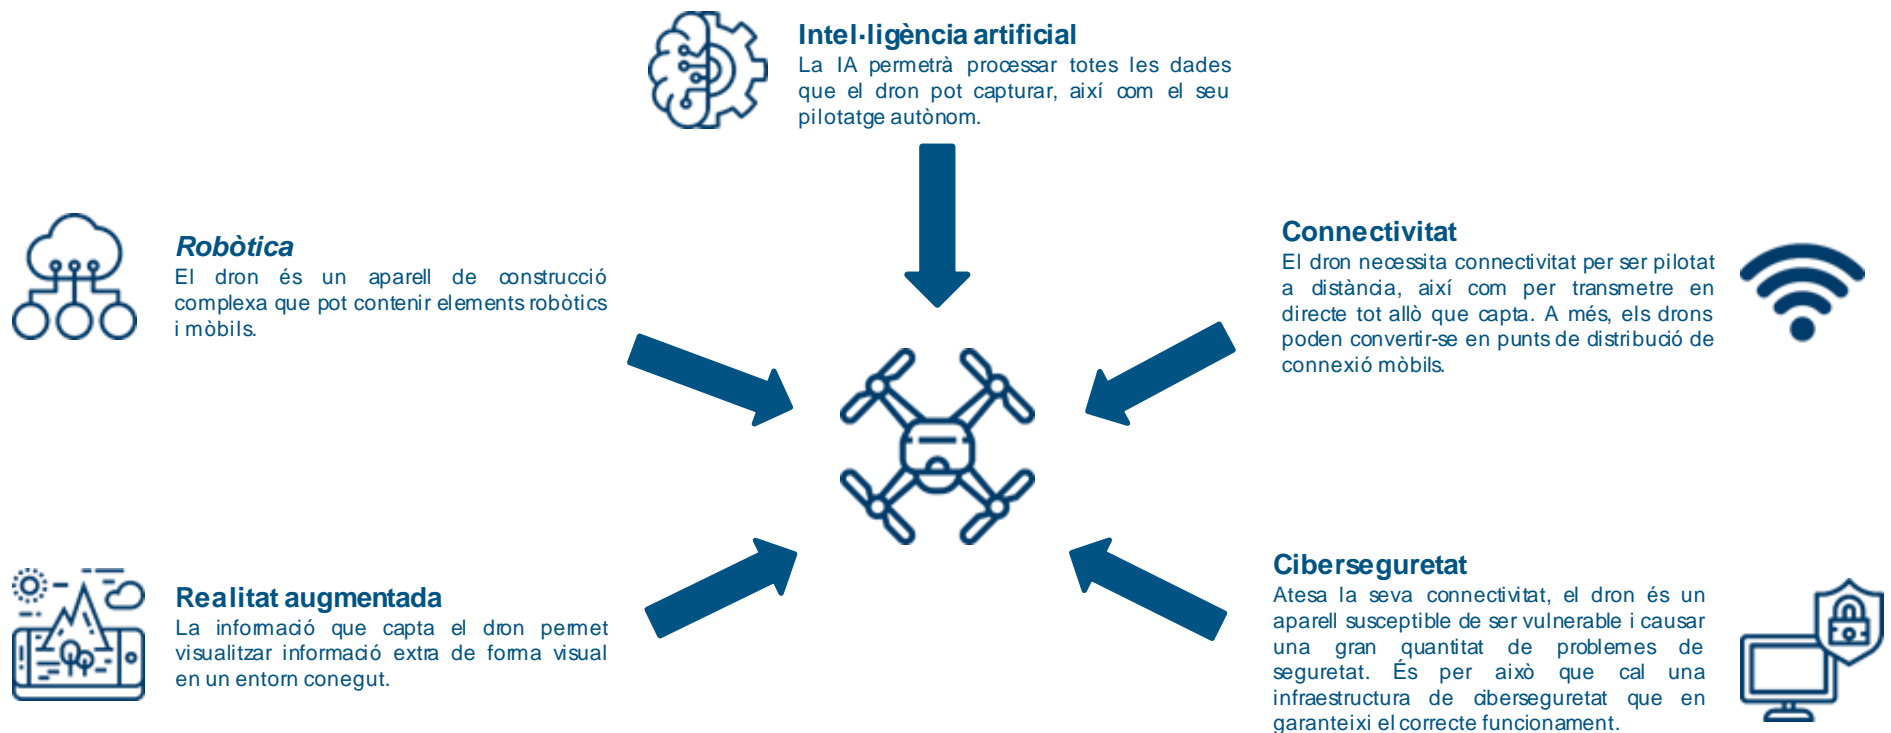 Intel·ligència artificial
La IA permetrà processar totes les dades
que el dron pot capturar, així com el seu
pilotatge autònom.
Robòtica
El dron és un aparell de construcció
complexa que pot contenir elements robòtics
i mòbils.
Connectivitat
El dron necessita connectivitat per ser pilotat
a distància, així com per transmetre en
directe tot allò que capta. A més, els drons
poden convertir-se en punts de distribució de
connexió mòbils.
Realitat augmentada
La informació que capta el dron permet
visualitzar informació extra de forma visual
en un entorn conegut.
Ciberseguretat
Atesa la seva connectivitat, el dron és un
aparell susceptible de ser vulnerable i causar
una gran quantitat de problemes de
seguretat. És per això que cal una
infraestructura de ciberseguretat que en
garanteixi el correcte funcionament.